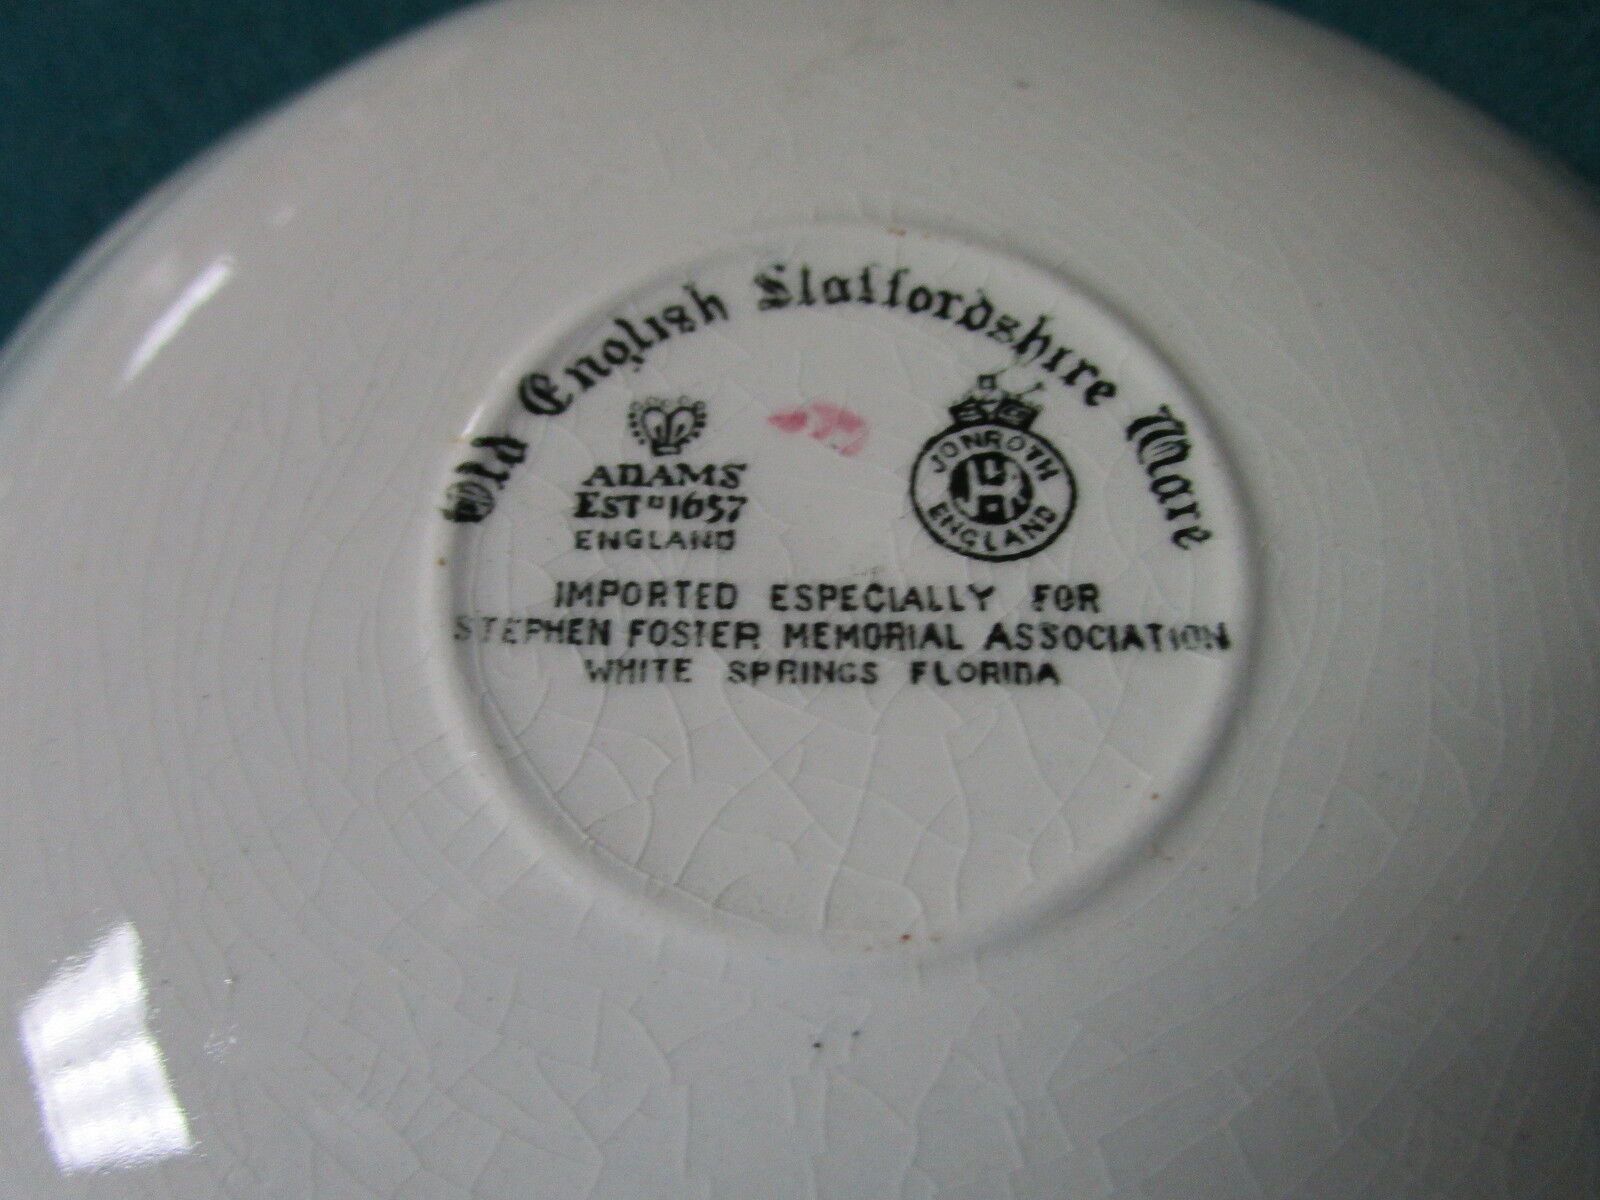 Old English Staffordshire Ware
ADAMS
EST 1657
ENGLAND
JONROTH
H
ENGLAND
IMPORTED ESPECIALLY FOR
STEPHEN FOSTER MEMORIAL ASSOCIATION
WHITE SPRINGS FLORIDA